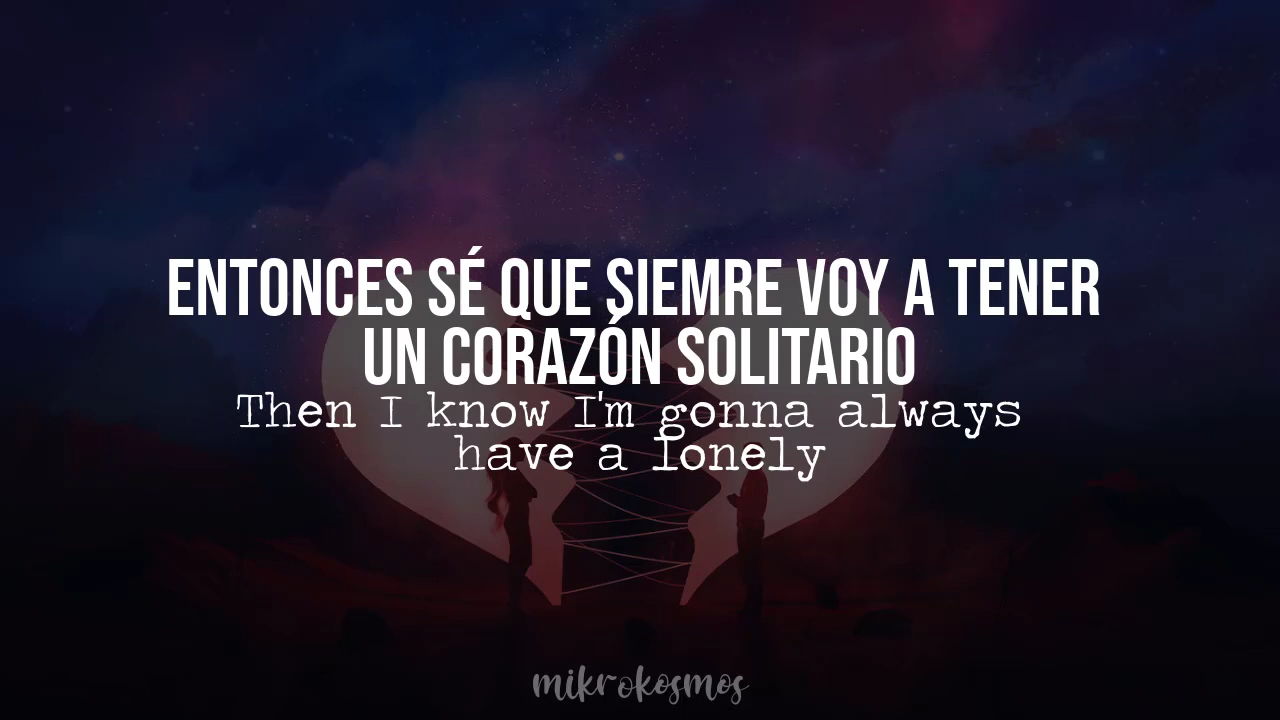 ENTONCES SÉ QUE SIEMRE VOY A TENER
UN CORAZÓN SOLITARIO
Then I know I'm gonna always
have a lonely
mikrokosmos